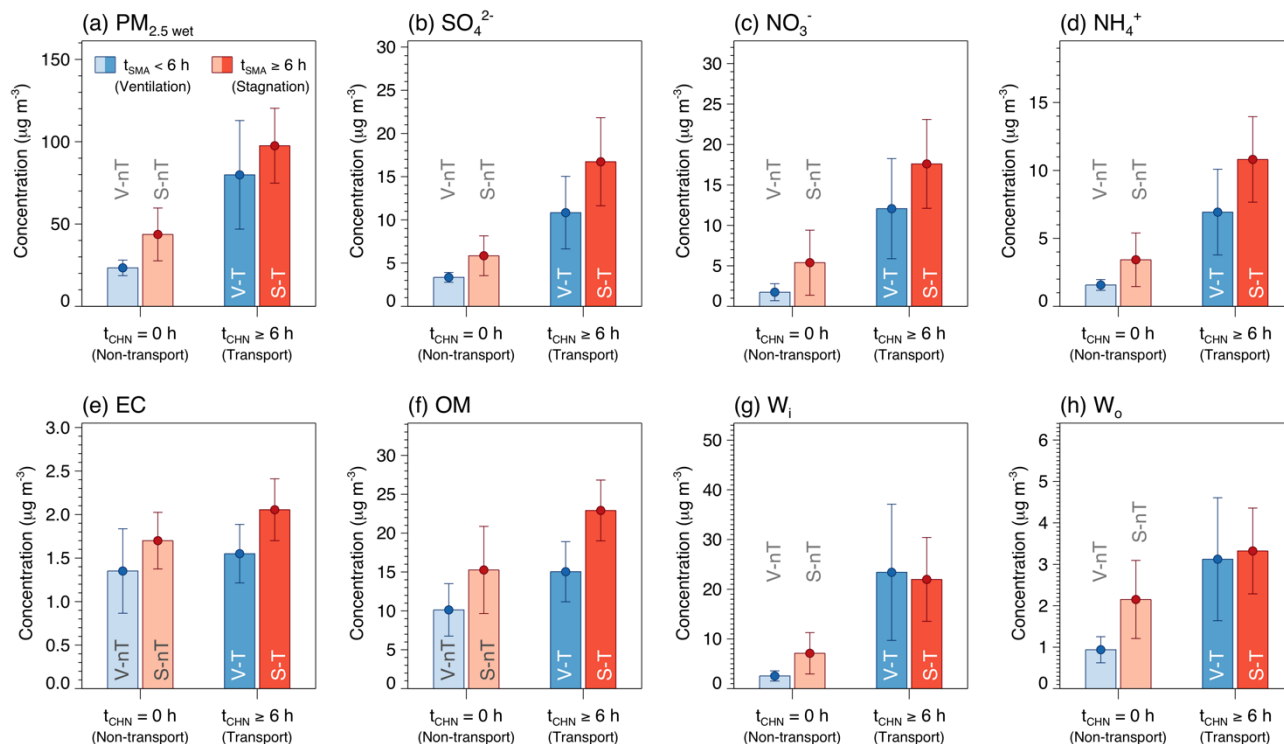 (a) PM2.5 wet
Concentration (μg m-3)
150
100
50
0
tSMA < 6 h
(Ventilation)
tSMA ≥ 6 h
(Stagnation)
V-nT
S-nT
V-T
S-T
tCHN = 0 h
(Non-transport)
tCHN ≥ 6 h
(Transport)
(b) SO42-
Concentration (μg m-3)
30
25
20
15
10
5
0
V-nT
S-nT
V-T
S-T
tCHN = 0 h
(Non-transport)
tCHN ≥ 6 h
(Transport)
(c) NO3-
Concentration (μg m-3)
30
25
20
15
10
5
0
V-nT
S-nT
V-T
S-T
tCHN = 0 h
(Non-transport)
tCHN ≥ 6 h
(Transport)
(d) NH4+
Concentration (μg m-3)
15
10
5
0
V-nT
S-nT
V-T
S-T
tCHN = 0 h
(Non-transport)
tCHN ≥ 6 h
(Transport)
(e) EC
Concentration (μg m-3)
3.0
2.5
2.0
1.5
1.0
0.5
0.0
V-nT
S-nT
V-T
S-T
tCHN = 0 h
(Non-transport)
tCHN ≥ 6 h
(Transport)
(f) OM
Concentration (μg m-3)
30
25
20
15
10
5
0
V-nT
S-nT
V-T
S-T
tCHN = 0 h
(Non-transport)
tCHN ≥ 6 h
(Transport)
(g) Wi
Concentration (μg m-3)
50
40
30
20
10
0
V-nT
S-nT
V-T
S-T
tCHN = 0 h
(Non-transport)
tCHN ≥ 6 h
(Transport)
(h) Wo
Concentration (μg m-3)
6
5
4
3
2
1
0
V-nT
S-nT
V-T
S-T
tCHN = 0 h
(Non-transport)
tCHN ≥ 6 h
(Transport)